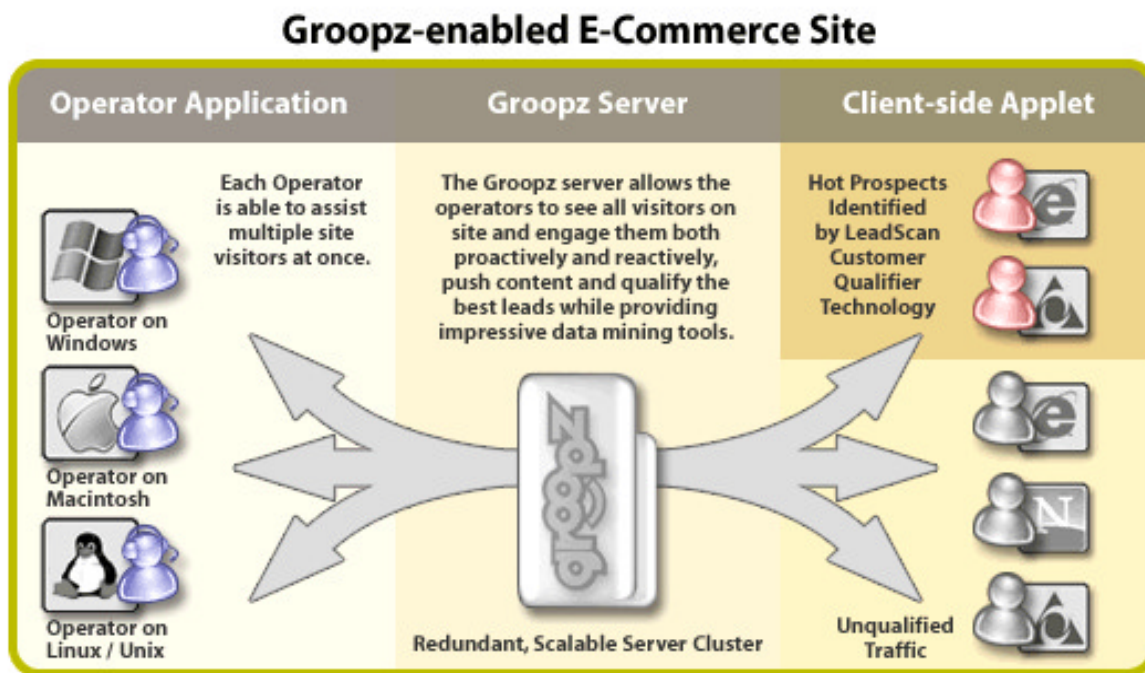 Groopz-enabled E-Commerce Site
Operator Application
Groopz Server
Client-side Applet
Each Operator
is able to assist
multiple site
visitors at once.
Operator on
Windows
Operator on
Macintosh
Operator on
Linux / Unix
The Groopz server allows the
operators to see all visitors on
site and engage them both
proactively and reactively,
push content and qualify the
best leads while providing
impressive data mining tools.
groopz
Redundant, Scalable Server Cluster
Hot Prospects
Identified
by LeadScan
Customer
Qualifier
Technology
e
e
N
Unqualified
Traffic